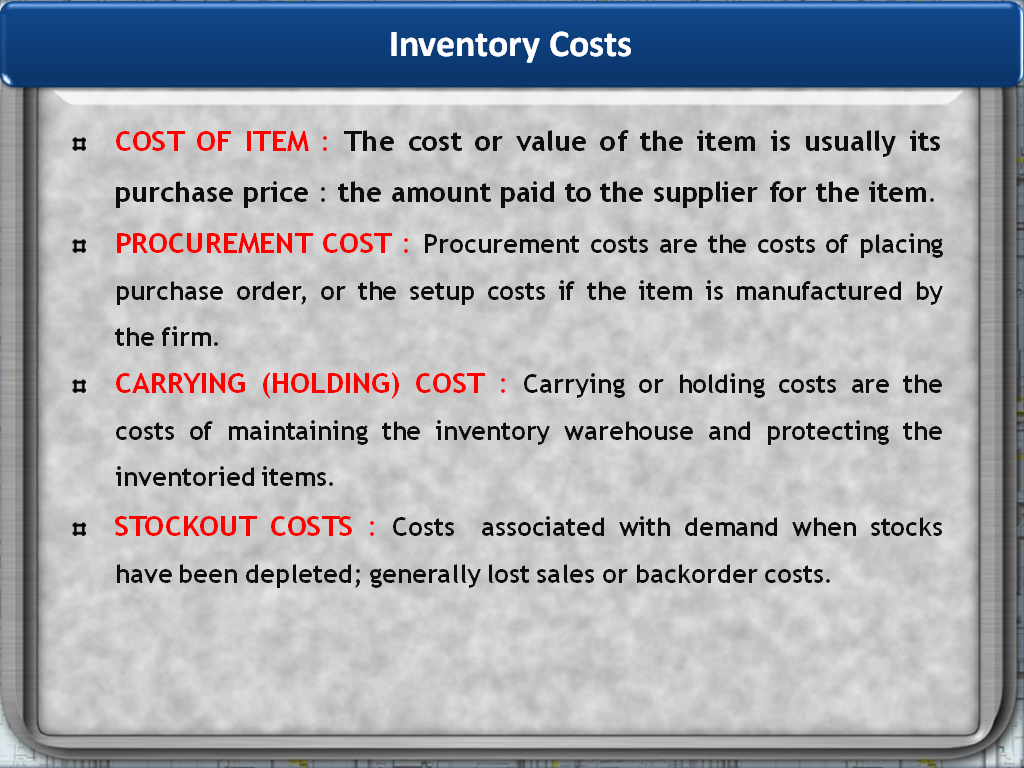 Inventory Costs
¤ COST OF ITEM : The cost or value of the item is usually its
purchase price : the amount paid to the supplier for the item.
¤ PROCUREMENT COST : Procurement costs are the costs of placing
purchase order, or the setup costs if the item is manufactured by
the firm.
¤ CARRYING (HOLDING) COST : Carrying or holding costs are the
costs of maintaining the inventory warehouse and protecting the
inventoried items.
¤ STOCKOUT COSTS : Costs associated with demand when stocks
have been depleted; generally lost sales or backorder costs.